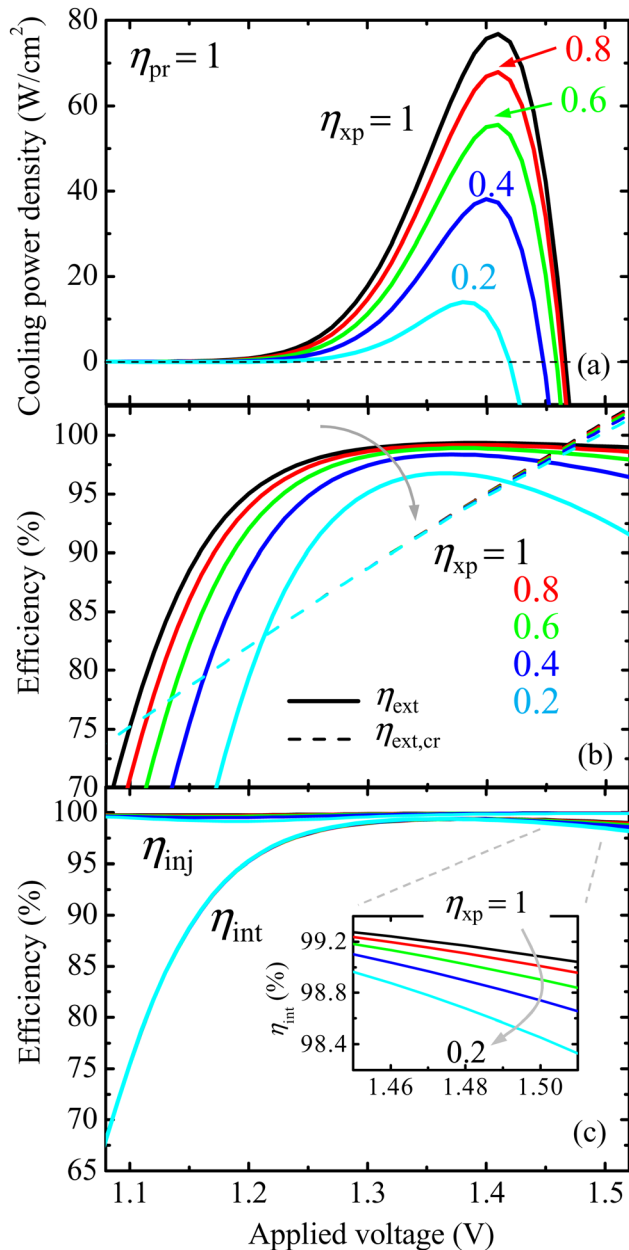 80
60
40
20
0
Cooling power density (W/cm²)
η_pr = 1
η_xp = 1
0.8
0.6
0.4
0.2
(a)
100
95
90
85
80
75
70
Efficiency (%)
η_xp = 1
0.8
0.6
0.4
0.2
η_ext
η_ext,cr
(b)
100
95
90
85
80
75
70
65
Efficiency (%)
η_inj
η_int
99.2
98.8
98.4
η_int (%)
η_xp = 1
0.2
1.46 1.48 1.50
(c)
1.1 1.2 1.3 1.4 1.5
Applied voltage (V)